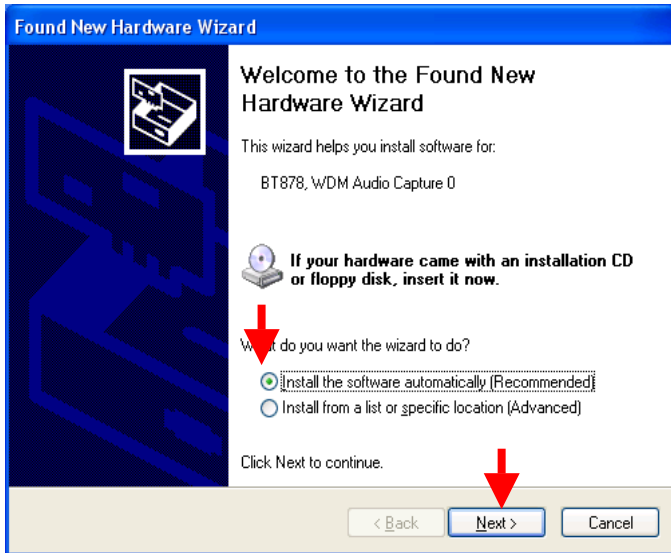 Found New Hardware Wizard
Welcome to the Found New
Hardware Wizard
This wizard helps you install software for:
BT878, WDM Audio Capture 0
If your hardware came with an installation CD
or floppy disk, insert it now.
What do you want the wizard to do?
Install the software automatically (Recommended)
Install from a list or specific location (Advanced)
Click Next to continue.
< Back
Next >
Cancel